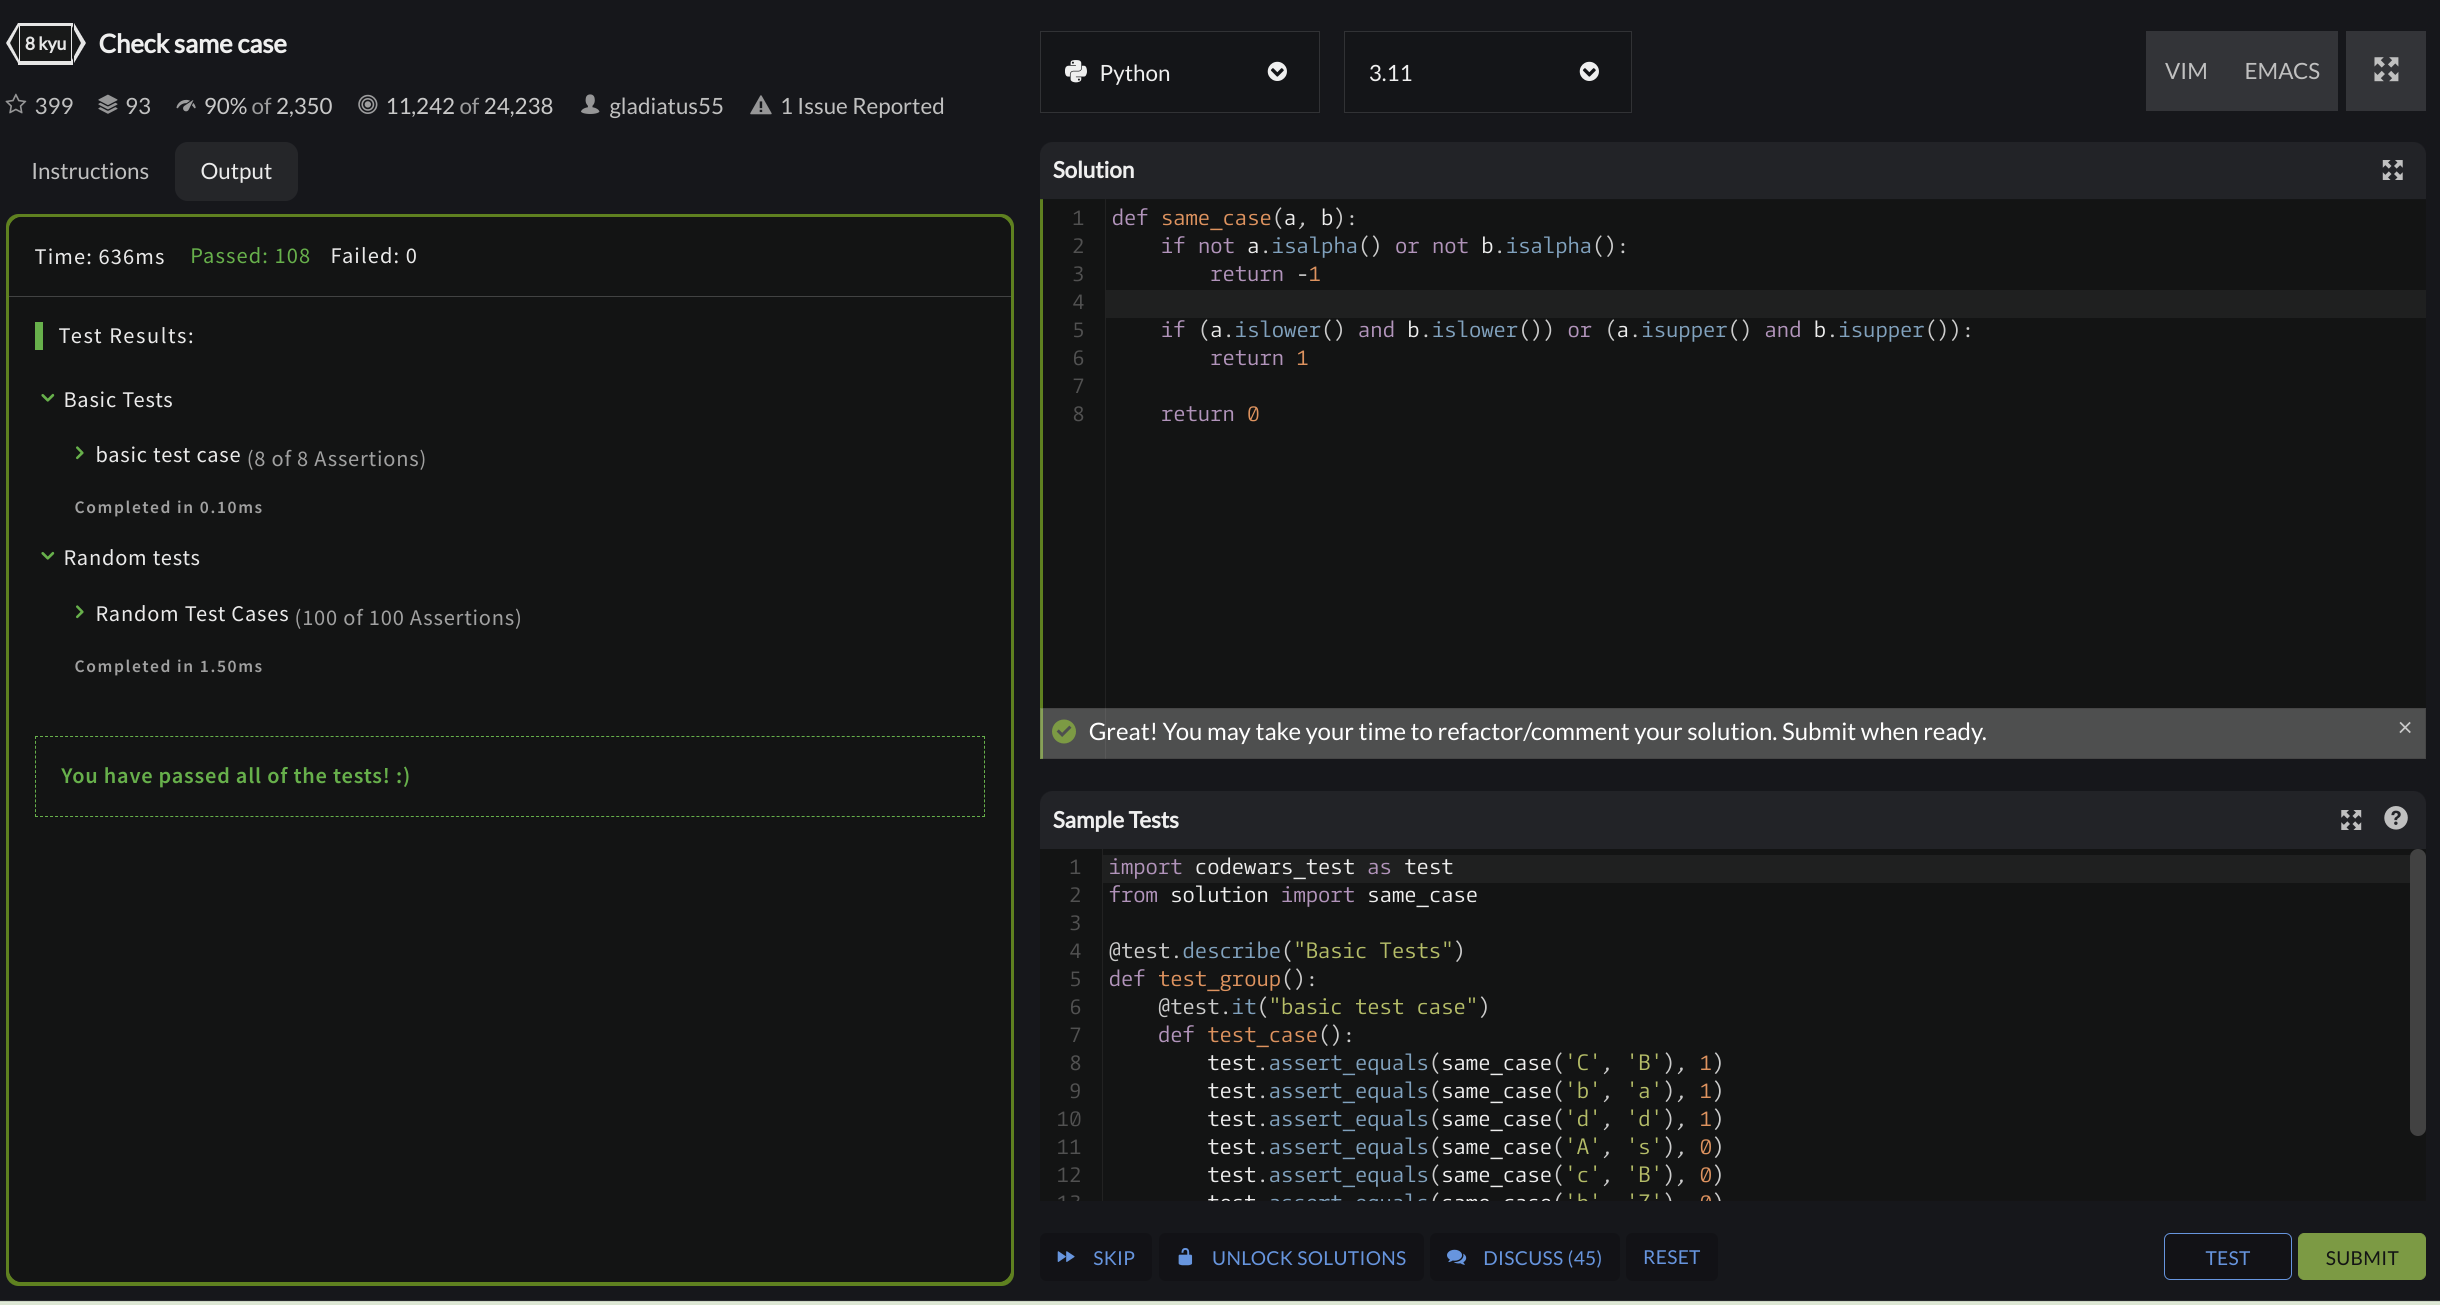 8 kyu Check same case
399 93 90% of 2,350 11,242 of 24,238 gladiatus55 1 Issue Reported
Instructions Output
Time: 636ms Passed: 108 Failed: 0
Test Results:
Basic Tests
basic test case (8 of 8 Assertions)
Completed in 0.10ms
Random tests
Random Test Cases (100 of 100 Assertions)
Completed in 1.50ms
You have passed all of the tests! :)
Python 3.11 VIM EMACS
Solution
1 def same_case(a, b):
2     if not a.isalpha() or not b.isalpha():
3         return -1
4
5     if (a.islower() and b.islower()) or (a.isupper() and b.isupper()):
6         return 1
7
8     return 0
Great! You may take your time to refactor/comment your solution. Submit when ready.
Sample Tests
1 import codewars_test as test
2 from solution import same_case
3
4 @test.describe("Basic Tests")
5 def test_group():
6     @test.it("basic test case")
7     def test_case():
8         test.assert_equals(same_case('C', 'B'), 1)
9         test.assert_equals(same_case('b', 'a'), 1)
10         test.assert_equals(same_case('d', 'd'), 1)
11         test.assert_equals(same_case('A', 's'), 0)
12         test.assert_equals(same_case('c', 'B'), 0)
13         test.assert_equals(same_case('b', 'Z'), 0)
SKIP UNLOCK SOLUTIONS DISCUSS (45) RESET TEST SUBMIT